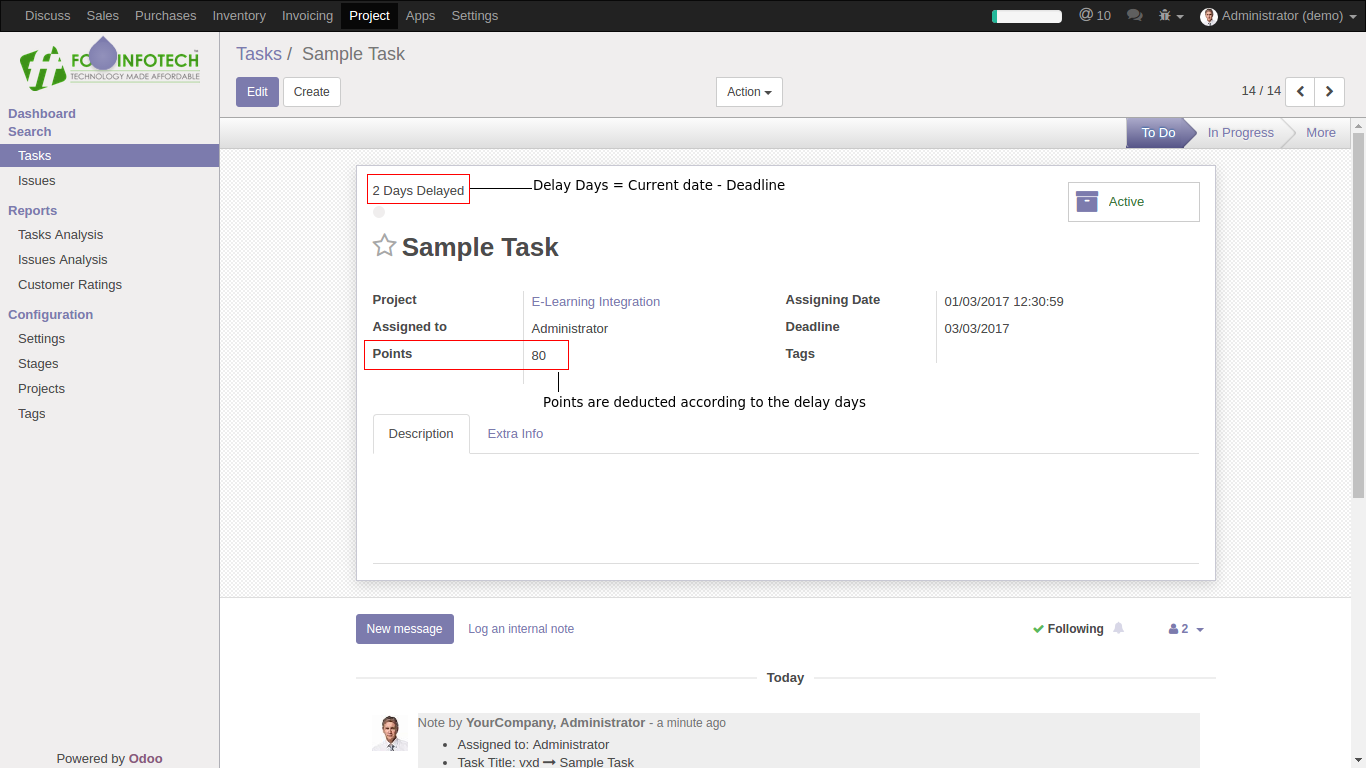 Discuss Sales Purchases Inventory Invoicing Project Apps Settings @ 10 Administrator (demo)
INFOTECH
TECHNOLOGY MADE AFFORDABLE
Dashboard
Search
Tasks
Issues
Reports
Tasks Analysis
Issues Analysis
Customer Ratings
Configuration
Settings
Stages
Projects
Tags
Powered by Odoo
Tasks / Sample Task
Edit Create Action 14 / 14
To Do In Progress More
2 Days Delayed Delay Days = Current date - Deadline
Active
Sample Task
Project E-Learning Integration Assigning Date 01/03/2017 12:30:59
Assigned to Administrator Deadline 03/03/2017
Points 80 Tags
Points are deducted according to the delay days
Description Extra Info
New message Log an internal note Following 2
Today
Note by YourCompany, Administrator - a minute ago
• Assigned to: Administrator
• Task Title: vxd → Sample Task